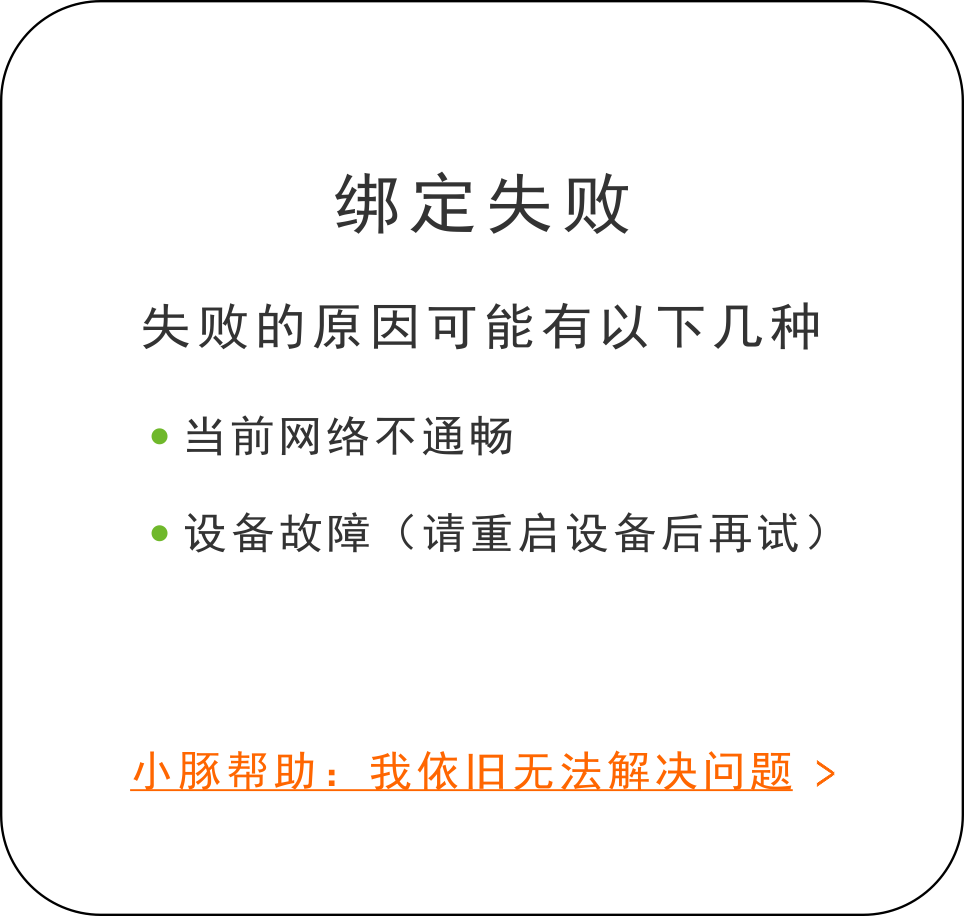 绑定失败
失败的原因可能有以下几种
• 当前网络不通畅
• 设备故障（请重启设备后再试）
小豚帮助：我依旧无法解决问题 >